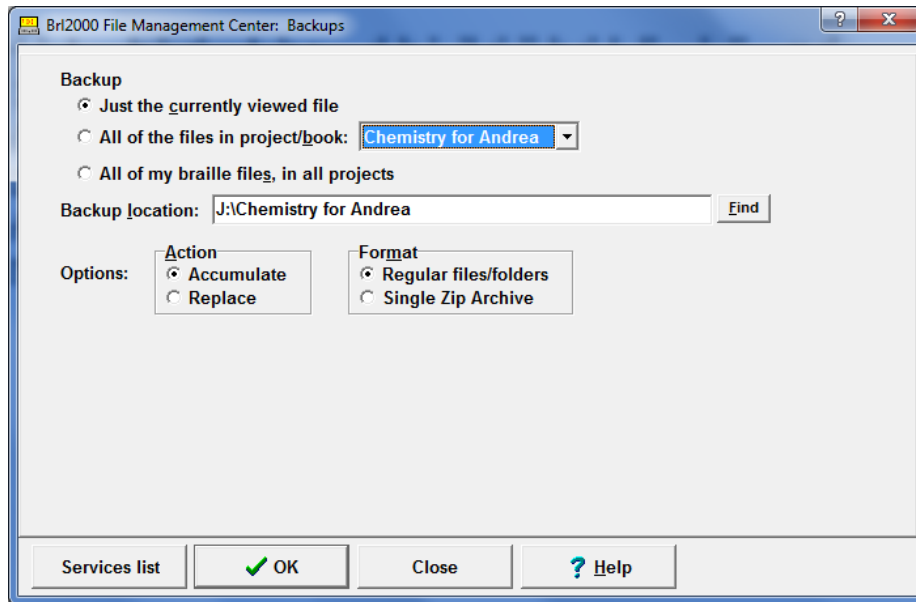 Brl2000 File Management Center: Backups
?
X
Backup
Just the currently viewed file
All of the files in project/book: Chemistry for Andrea
All of my braille files, in all projects
Backup location: J:\Chemistry for Andrea Find
Options:
Action
Accumulate
Replace
Format
Regular files/folders
Single Zip Archive
Services list OK Close ? Help